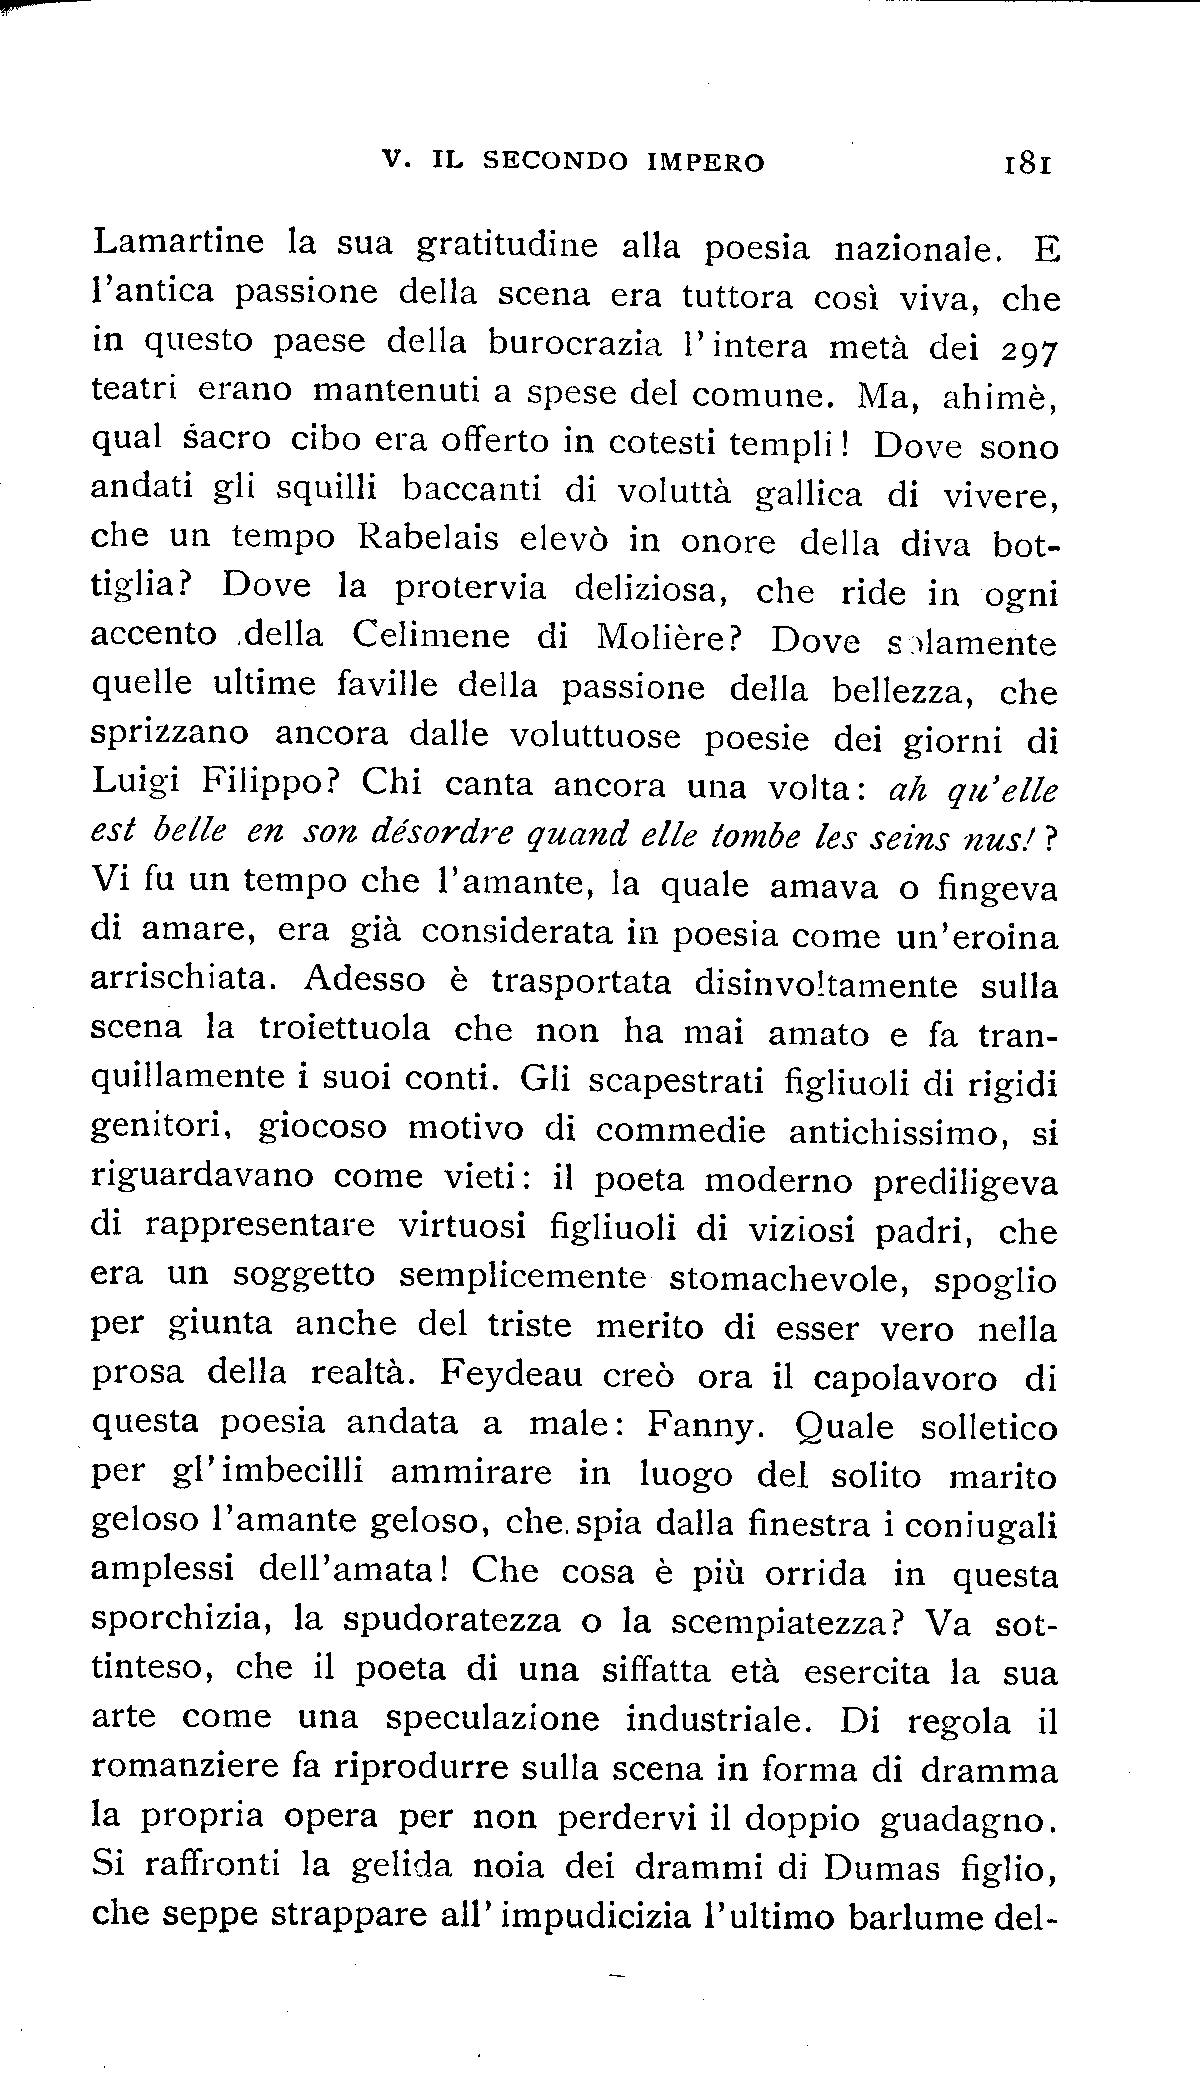 V. IL SECONDO IMPERO 181
Lamartine la sua gratitudine alla poesia nazionale. E
l'antica passione della scena era tuttora così viva, che
in questo paese della burocrazia l'intera metà dei 297
teatri erano mantenuti a spese del comune. Ma, ahimè,
qual sacro cibo era offerto in cotesti templi! Dove sono
andati gli squilli baccanti di voluttà gallica di vivere,
che un tempo Rabelais elevò in onore della diva bot-
tiglia? Dove la protervia deliziosa, che ride in ogni
accento della Celimene di Molière? Dove solamente
quelle ultime faville della passione della bellezza, che
sprizzano ancora dalle voluttuose poesie dei giorni di
Luigi Filippo? Chi canta ancora una volta: ah qu'elle
est belle en son désordre quand elle tombe les seins nus!?
Vi fu un tempo che l'amante, la quale amava o fingeva
di amare, era già considerata in poesia come un'eroina
arrischiata. Adesso è trasportata disinvoltamente sulla
scena la troiettuola che non ha mai amato e fa tran-
quillamente i suoi conti. Gli scapestrati figliuoli di rigidi
genitori, giocoso motivo di commedie antichissimo, si
riguardavano come vieti: il poeta moderno prediligeva
di rappresentare virtuosi figliuoli di viziosi padri, che
era un soggetto semplicemente stomachevole, spoglio
per giunta anche del triste merito di esser vero nella
prosa della realtà. Feydeau creò ora il capolavoro di
questa poesia andata a male: Fanny. Quale solletico
per gl'imbecilli ammirare in luogo del solito marito
geloso l'amante geloso, che spia dalla finestra i coniugali
amplessi dell'amata! Che cosa è più orrida in questa
sporchizia, la spudoratezza o la scempiatezza? Va sot-
tinteso, che il poeta di una siffatta età esercita la sua
arte come una speculazione industriale. Di regola il
romanziere fa riprodurre sulla scena in forma di dramma
la propria opera per non perdervi il doppio guadagno.
Si raffronti la gelida noia dei drammi di Dumas figlio,
che seppe strappare all'impudicizia l'ultimo barlume del-